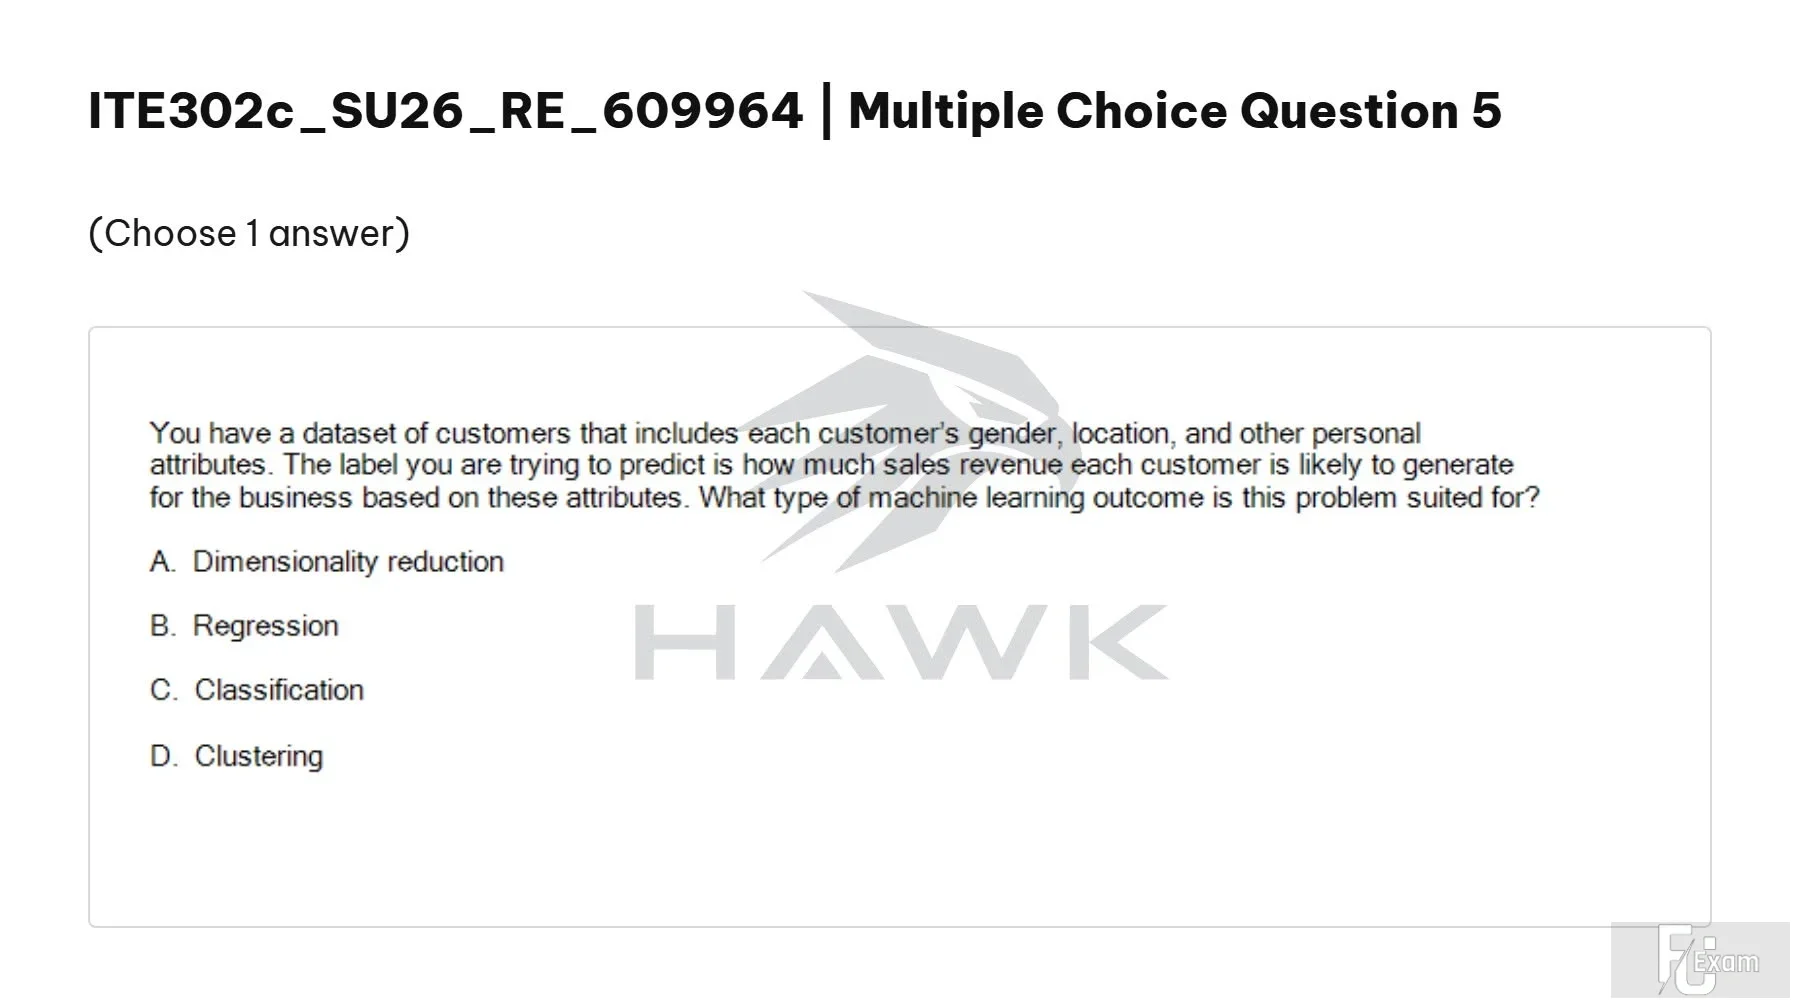 ITE302c_SU26_RE_609964 | Multiple Choice Question 5
(Choose 1 answer)
You have a dataset of customers that includes each customer's gender, location, and other personal
attributes. The label you are trying to predict is how much sales revenue each customer is likely to generate
for the business based on these attributes. What type of machine learning outcome is this problem suited for?
A. Dimensionality reduction
B. Regression
C. Classification
D. Clustering
HAWK
FU Exam